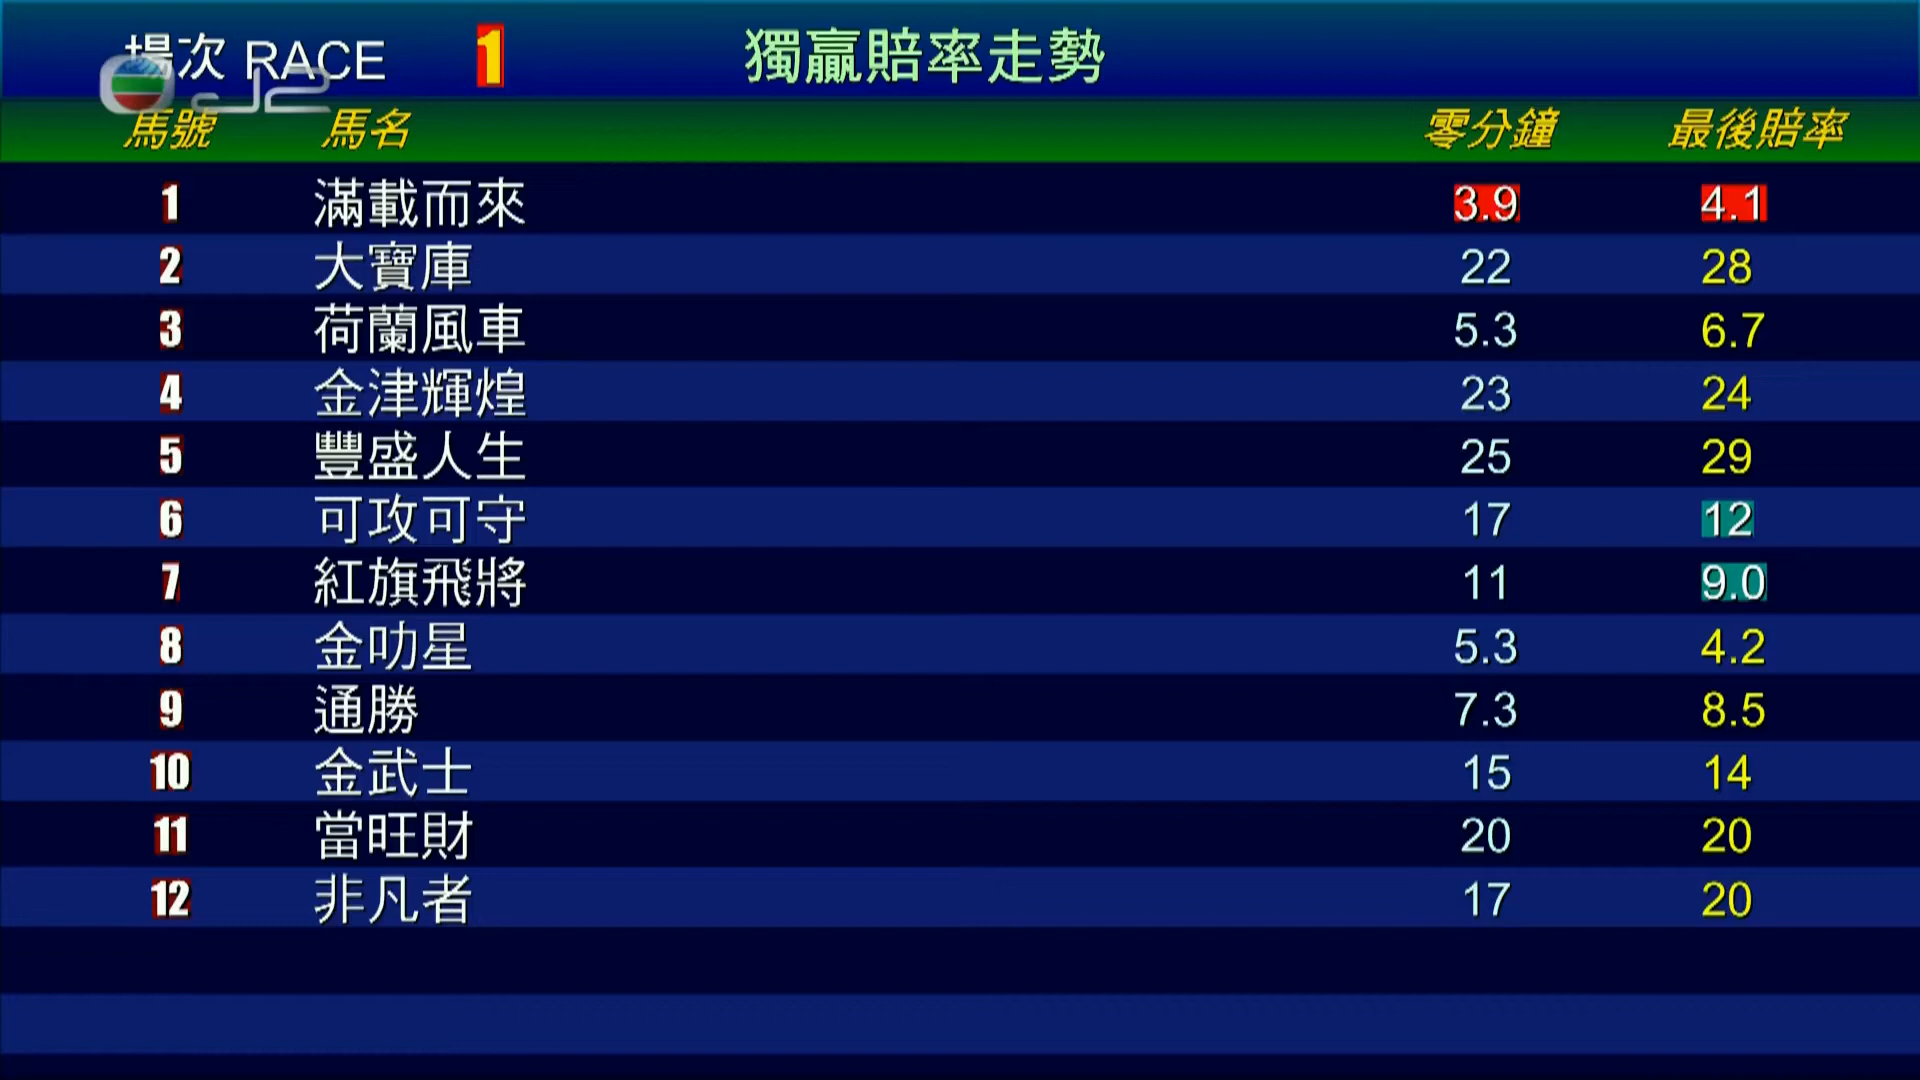 場次 RACE 1 獨贏賠率走勢
J2
馬號 馬名 零分鐘 最後賠率
1 滿載而來 3.9 4.1
2 大寶庫 22 28
3 荷蘭風車 5.3 6.7
4 金津輝煌 23 24
5 豐盛人生 25 29
6 可攻可守 17 12
7 紅旗飛將 11 9.0
8 金叻星 5.3 4.2
9 通勝 7.3 8.5
10 金武士 15 14
11 當旺財 20 20
12 非凡者 17 20